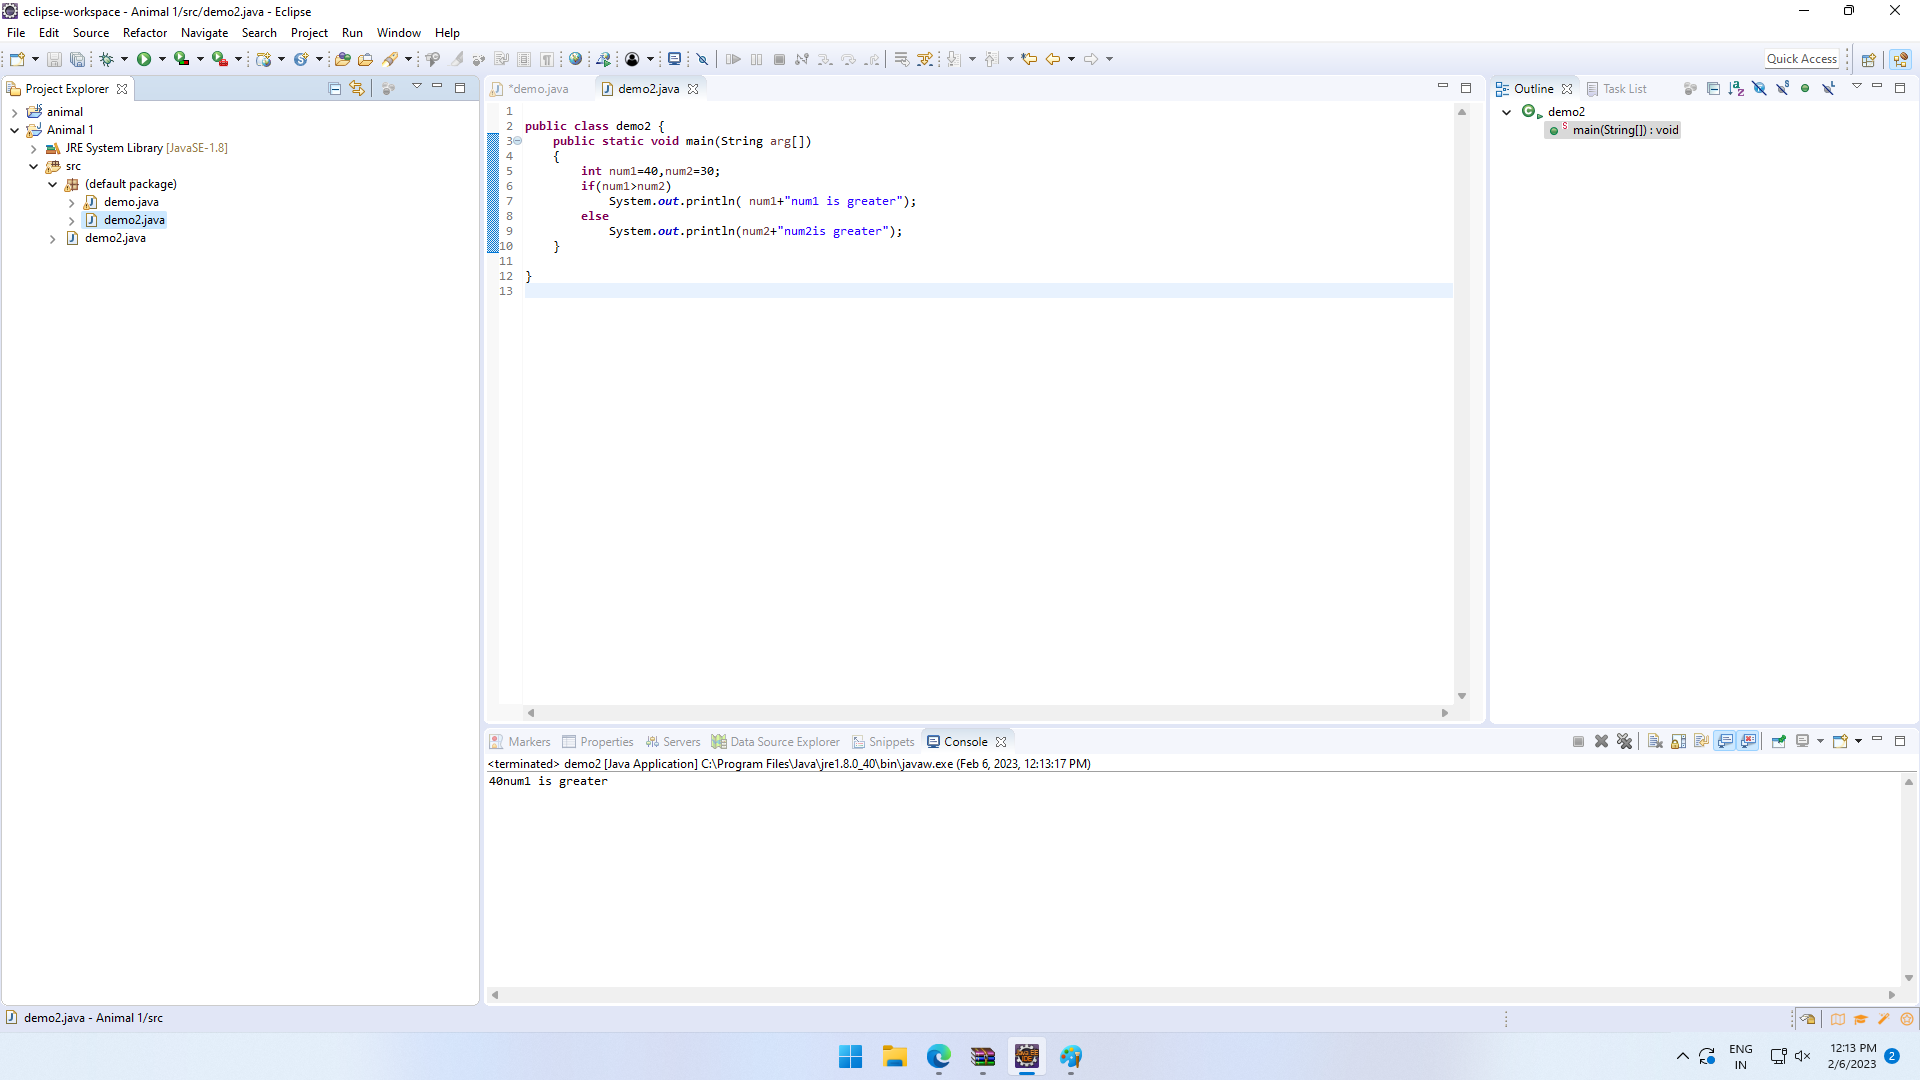 eclipse-workspace - Animal 1/src/demo2.java - Eclipse
File Edit Source Refactor Navigate Search Project Run Window Help
Quick Access
Project Explorer
animal
Animal 1
JRE System Library [JavaSE-1.8]
src
(default package)
demo.java
demo2.java
demo2.java
*demo.java demo2.java
1
2 public class demo2 {
3 public static void main(String arg[])
4 {
5 int num1=40,num2=30;
6 if(num1>num2)
7 System.out.println( num1+"num1 is greater");
8 else
9 System.out.println(num2+"num2is greater");
10 }
11
12 }
13
Outline Task List
demo2
main(String[]) : void
Markers Properties Servers Data Source Explorer Snippets Console
<terminated> demo2 [Java Application] C:\Program Files\Java\jre1.8.0_40\bin\javaw.exe (Feb 6, 2023, 12:13:17 PM)
40num1 is greater
demo2.java - Animal 1/src
ENG
IN
12:13 PM
2/6/2023
2